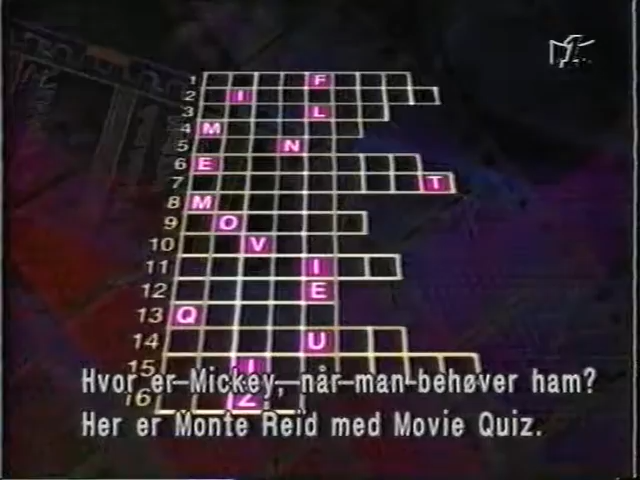 1 F
2 I
3 L
4 M
5 N
6 E
7 T
8 M
9 O
10 V
11 I
12 E
13 Q
14 U
15 I
16 Z
Hvor er Mickey, når man behøver ham?
Her er Monte Reid med Movie Quiz.